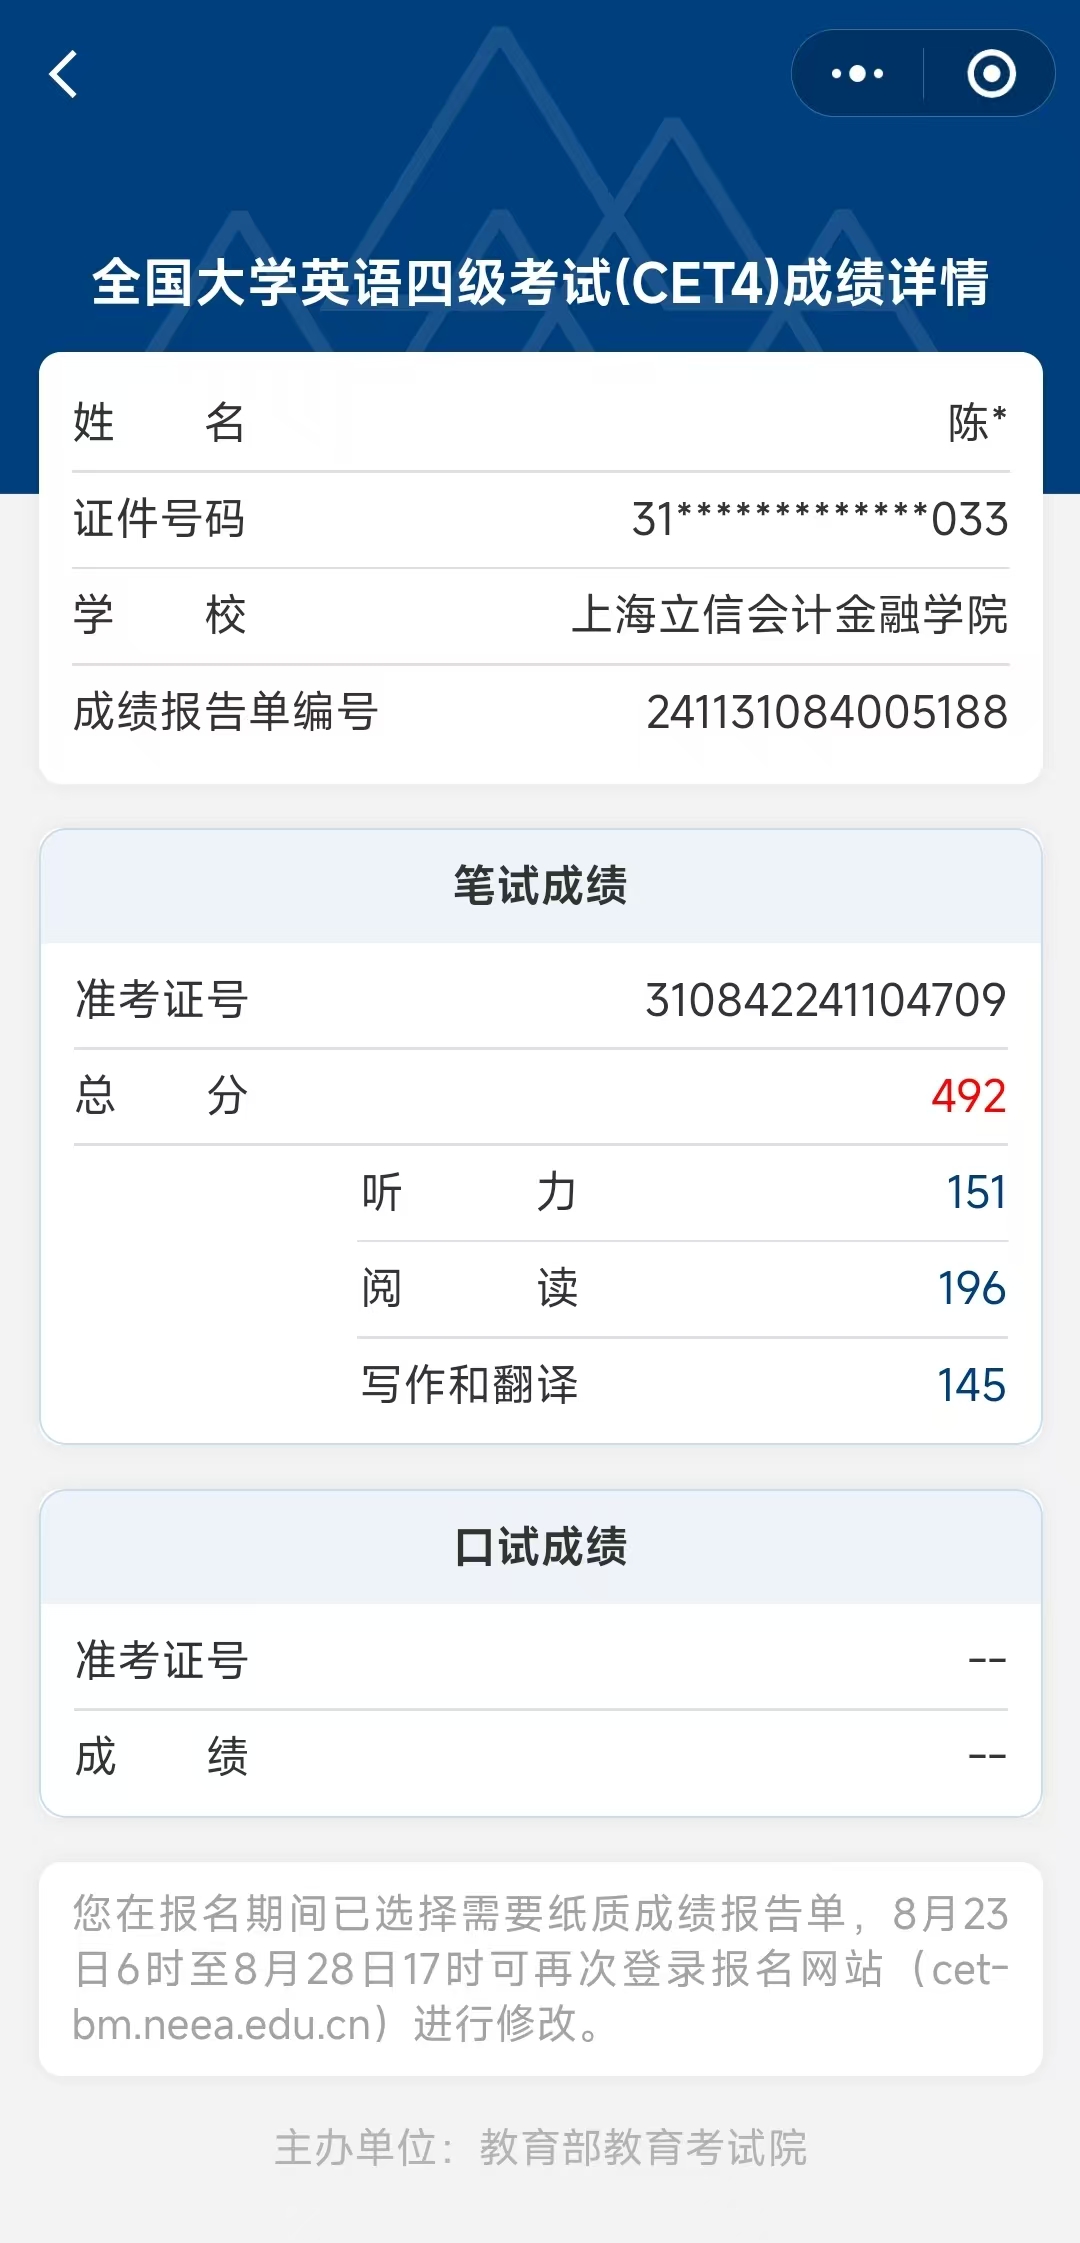 全国大学英语四级考试(CET4)成绩详情
姓 名 陈*
证件号码 31*************033
学 校 上海立信会计金融学院
成绩报告单编号 241131084005188
笔试成绩
准考证号 310842241104709
总 分 492
听 力 151
阅 读 196
写作和翻译 145
口试成绩
准考证号 --
成 绩 --
您在报名期间已选择需要纸质成绩报告单，8月23
日6时至8月28日17时可再次登录报名网站（cet-
bm.neea.edu.cn）进行修改。
主办单位：教育部教育考试院